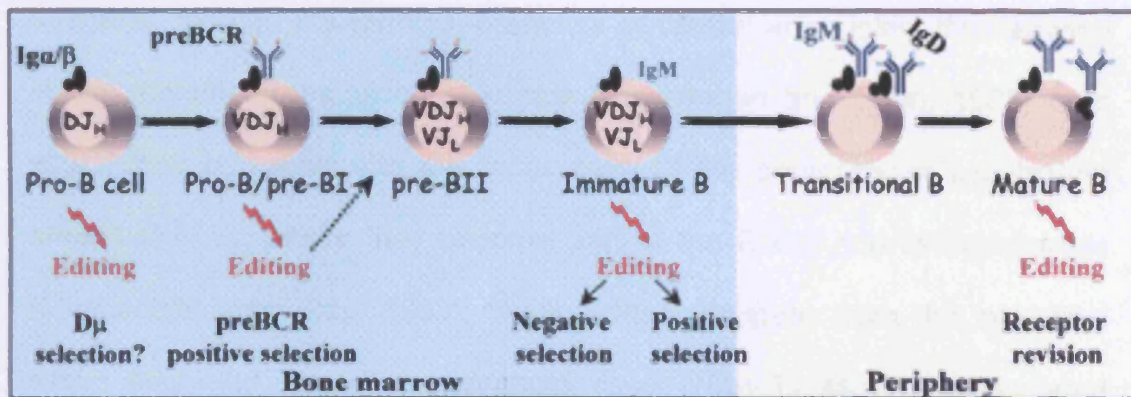 Igα/β
preBCR
IgM
IgM
IgD
DJH
VDJH
VDJH
VJL
VDJH
VJL
Pro-B cell
Pro-B/pre-BI
pre-BII
Immature B
Transitional B
Mature B
Editing
Editing
Editing
Editing
Dμ
selection?
preBCR
positive selection
Negative
selection
Positive
selection
Receptor
revision
Bone marrow
Periphery